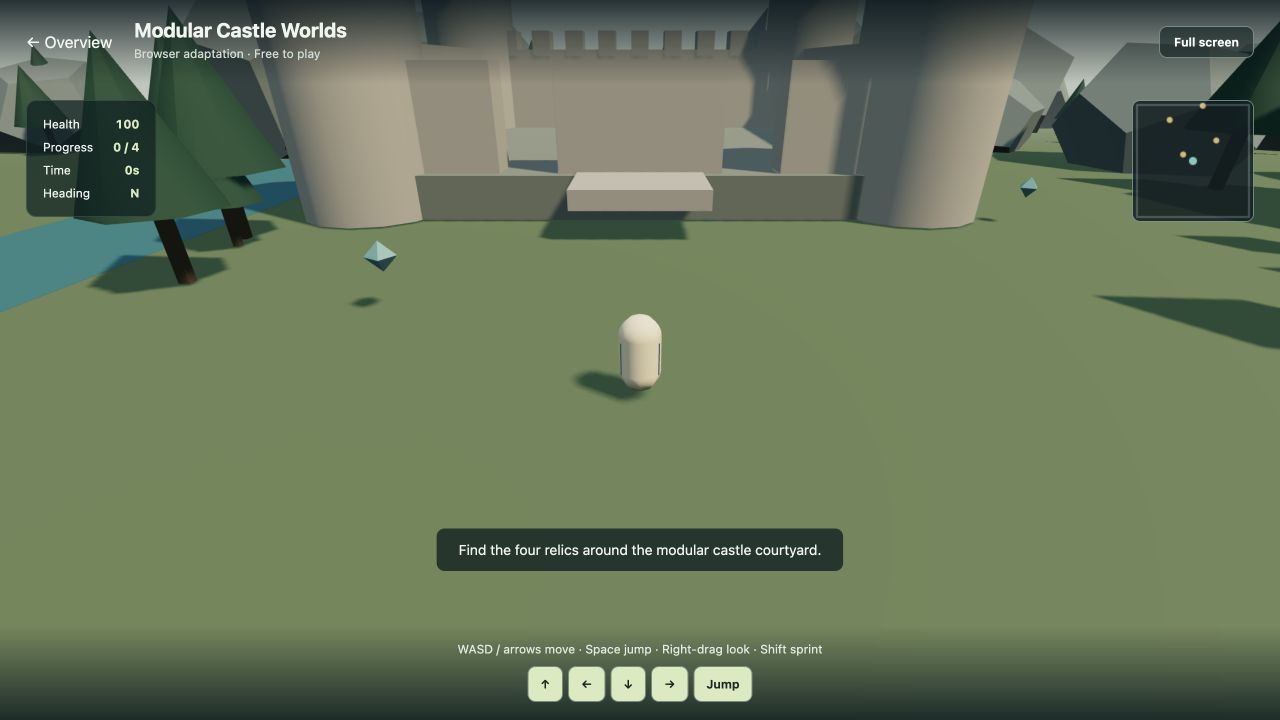 ← Overview
Modular Castle Worlds
Browser adaptation · Free to play
Full screen
Health 100
Progress 0 / 4
Time 0s
Heading N
Find the four relics around the modular castle courtyard.
WASD / arrows move · Space jump · Right-drag look · Shift sprint
↑ ← ↓ → Jump